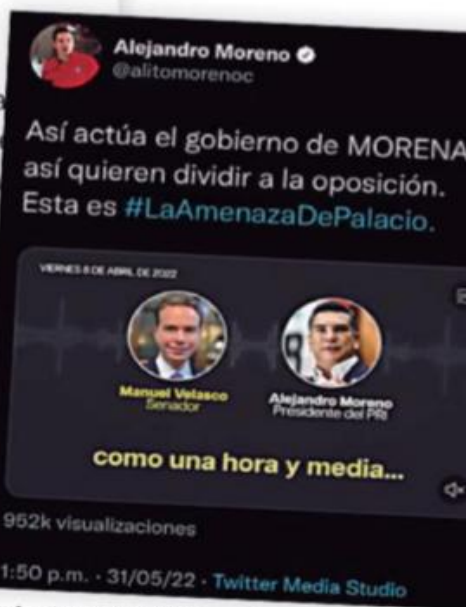 Alejandro Moreno
@alitomorenoc
Así actúa el gobierno de MORENA
así quieren dividir a la oposición.
Esta es #LaAmenazaDePalacio.
VIERNES 8 DE ABRIL DE 2022
Manuel Velasco
Senador
Alejandro Moreno
Presidente del PRI
como una hora y media...
952k visualizaciones
1:50 p.m. · 31/05/22 · Twitter Media Studio